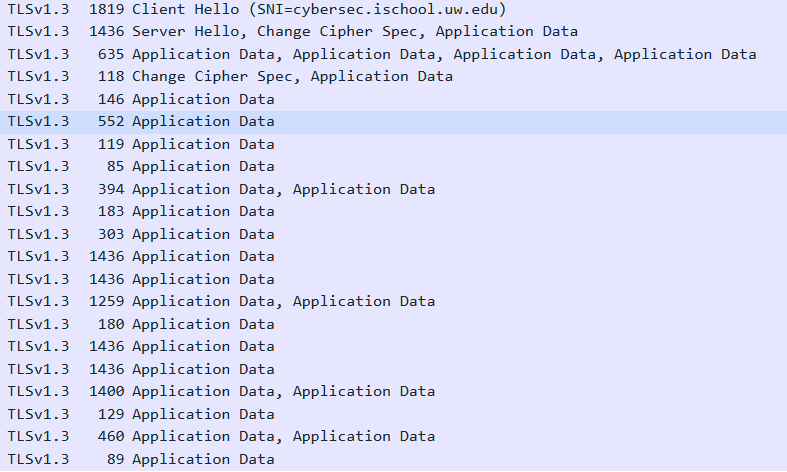 TLSv1.3 1819 Client Hello (SNI=cybersec.ischool.uw.edu)
TLSv1.3 1436 Server Hello, Change Cipher Spec, Application Data
TLSv1.3 635 Application Data, Application Data, Application Data, Application Data
TLSv1.3 118 Change Cipher Spec, Application Data
TLSv1.3 146 Application Data
TLSv1.3 552 Application Data
TLSv1.3 119 Application Data
TLSv1.3 85 Application Data
TLSv1.3 394 Application Data, Application Data
TLSv1.3 183 Application Data
TLSv1.3 303 Application Data
TLSv1.3 1436 Application Data
TLSv1.3 1436 Application Data
TLSv1.3 1259 Application Data, Application Data
TLSv1.3 180 Application Data
TLSv1.3 1436 Application Data
TLSv1.3 1436 Application Data
TLSv1.3 1400 Application Data, Application Data
TLSv1.3 129 Application Data
TLSv1.3 460 Application Data, Application Data
TLSv1.3 89 Application Data